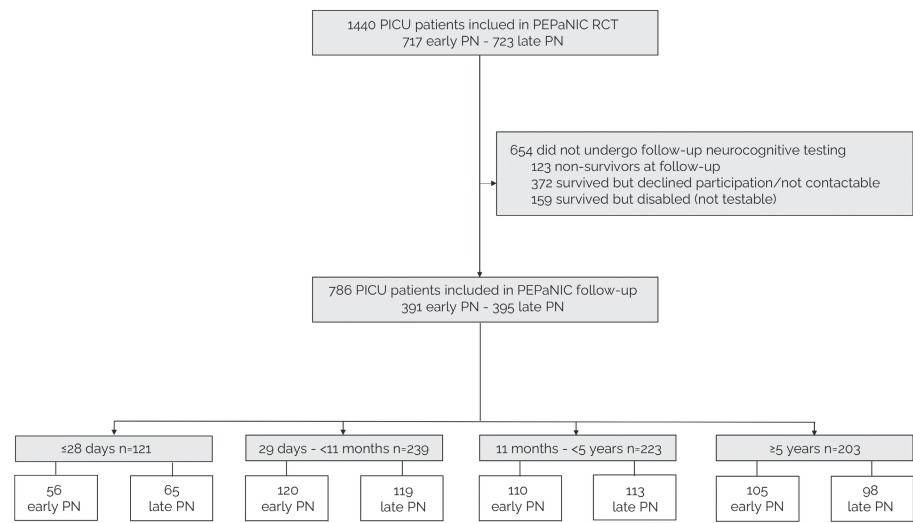 1440 PICU patients inclued in PEPaNIC RCT
717 early PN - 723 late PN
654 did not undergo follow-up neurocognitive testing
123 non-survivors at follow-up
372 survived but declined participation/not contactable
159 survived but disabled (not testable)
786 PICU patients included in PEPaNIC follow-up
391 early PN - 395 late PN
≤28 days n=121
29 days - <11 months n=239
11 months - <5 years n=223
≥5 years n=203
56
early PN
65
late PN
120
early PN
119
late PN
110
early PN
113
late PN
105
early PN
98
late PN